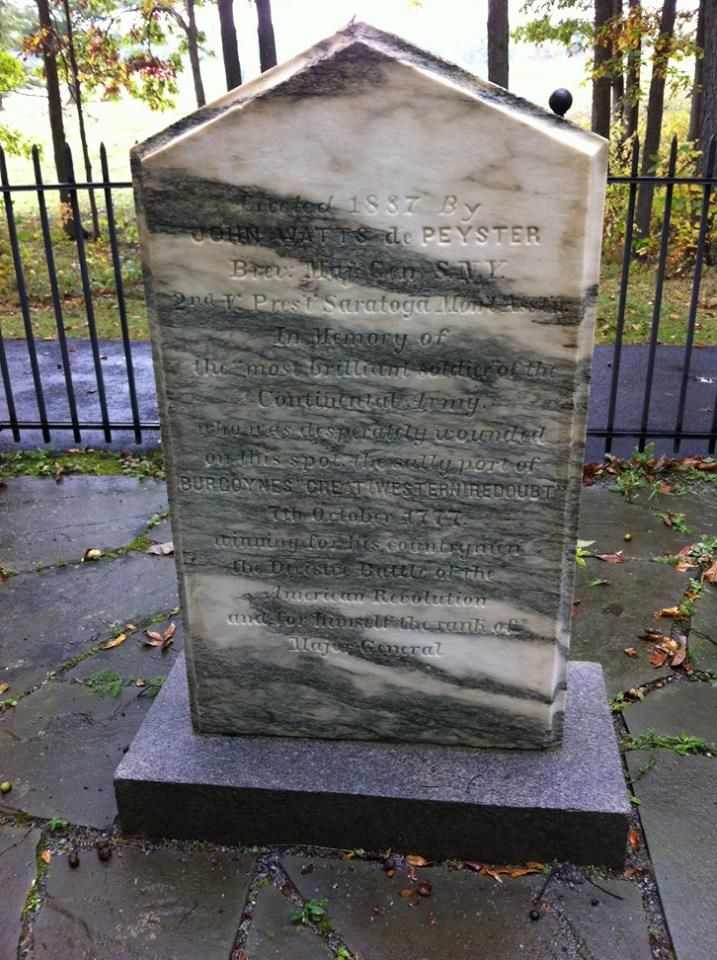 Erected 1887 By
JOHN WATTS de PEYSTER
Brev: Maj: Gen: S.N.Y.
2nd V. Prest Saratoga Mon't Ass't'n
In Memory of
the "most brilliant soldier" of the
Continental Army,
who was desperately wounded
on this spot, the sally port of
BURGOYNES "GREAT (WESTERN) REDOUBT"
7th October 1777.
winning for his countrymen
the Decisive Battle of the
American Revolution
and for himself the rank of
Major General